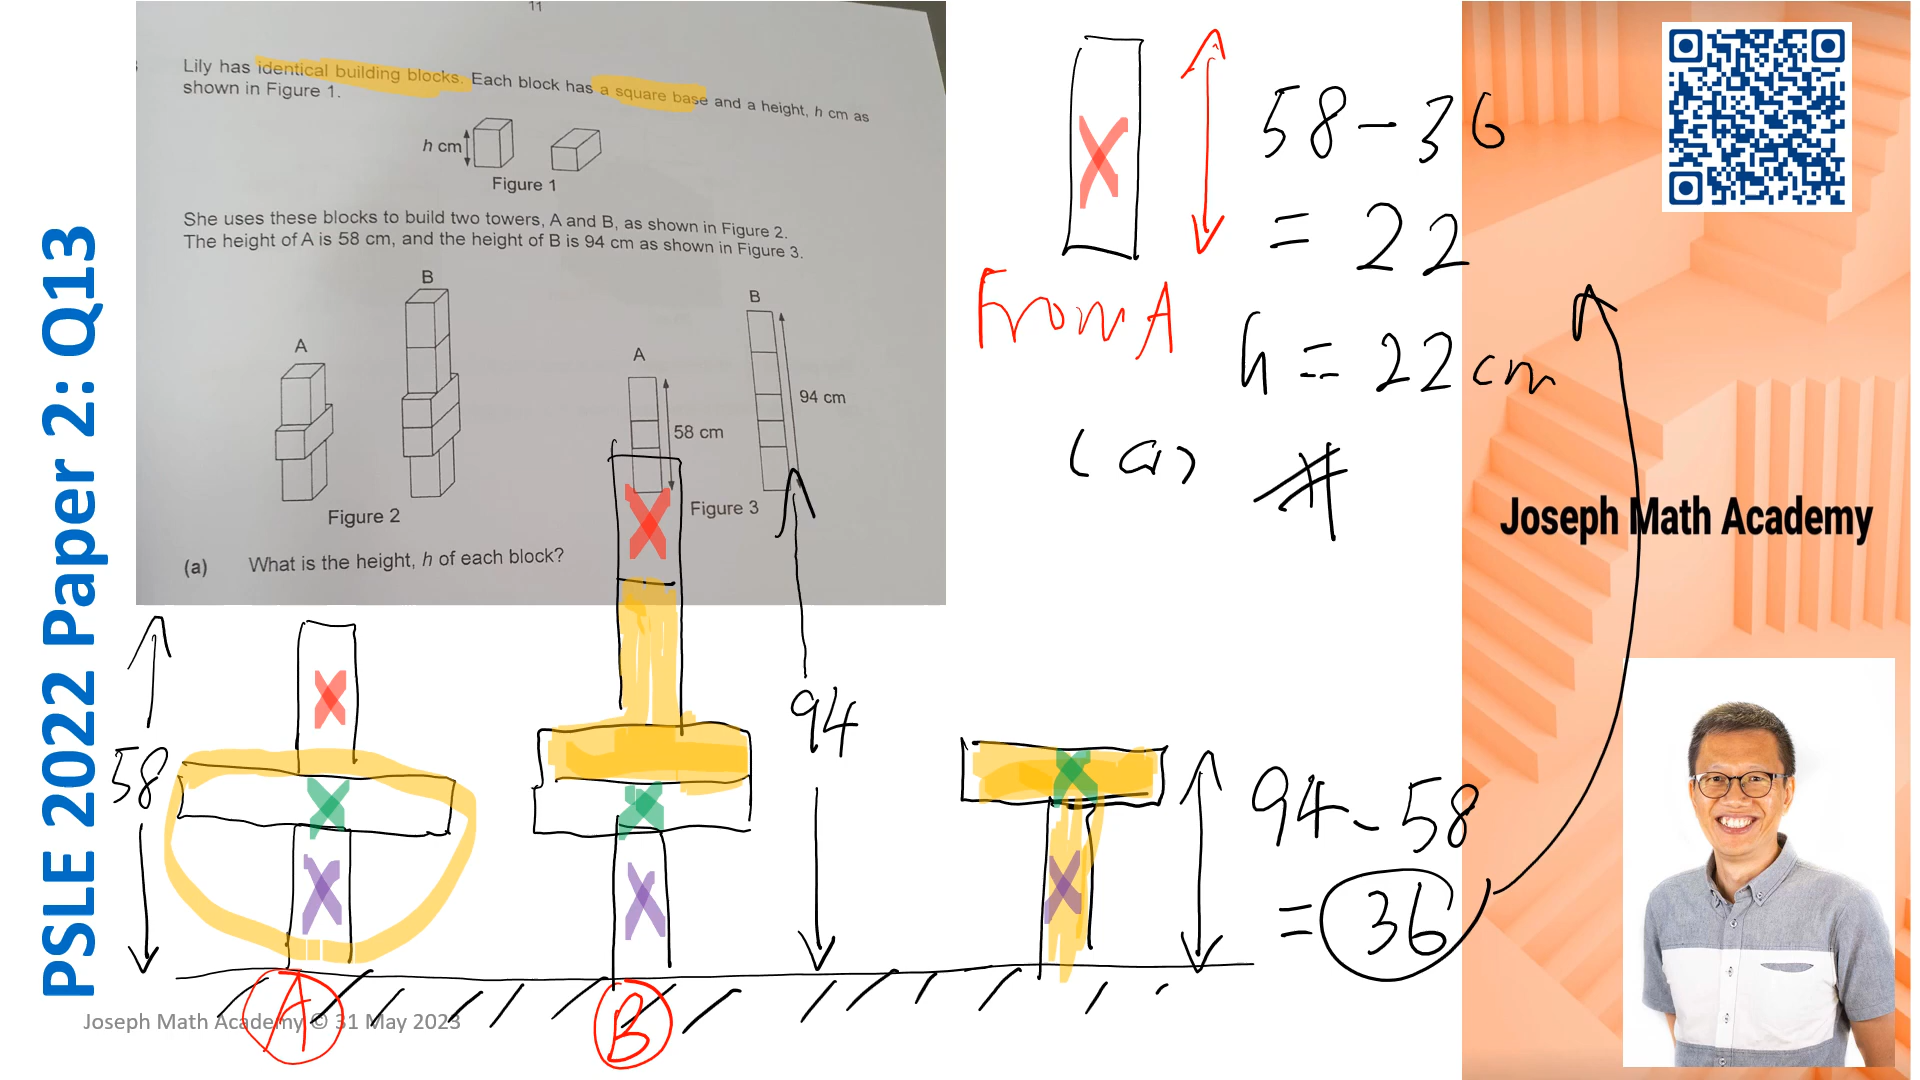 PSLE 2022 Paper 2: Q13
11
Lily has identical building blocks. Each block has a square base and a height, h cm as
shown in Figure 1.
h cm
Figure 1
She uses these blocks to build two towers, A and B, as shown in Figure 2.
The height of A is 58 cm, and the height of B is 94 cm as shown in Figure 3.
B
A
B
A
94 cm
58 cm
Figure 2
Figure 3
(a) What is the height, h of each block?
58
94
A
B
From A
58 - 36
= 22
h = 22 cm
(a)
94 - 58
= 36
Joseph Math Academy
Joseph Math Academy © 31 May 2023